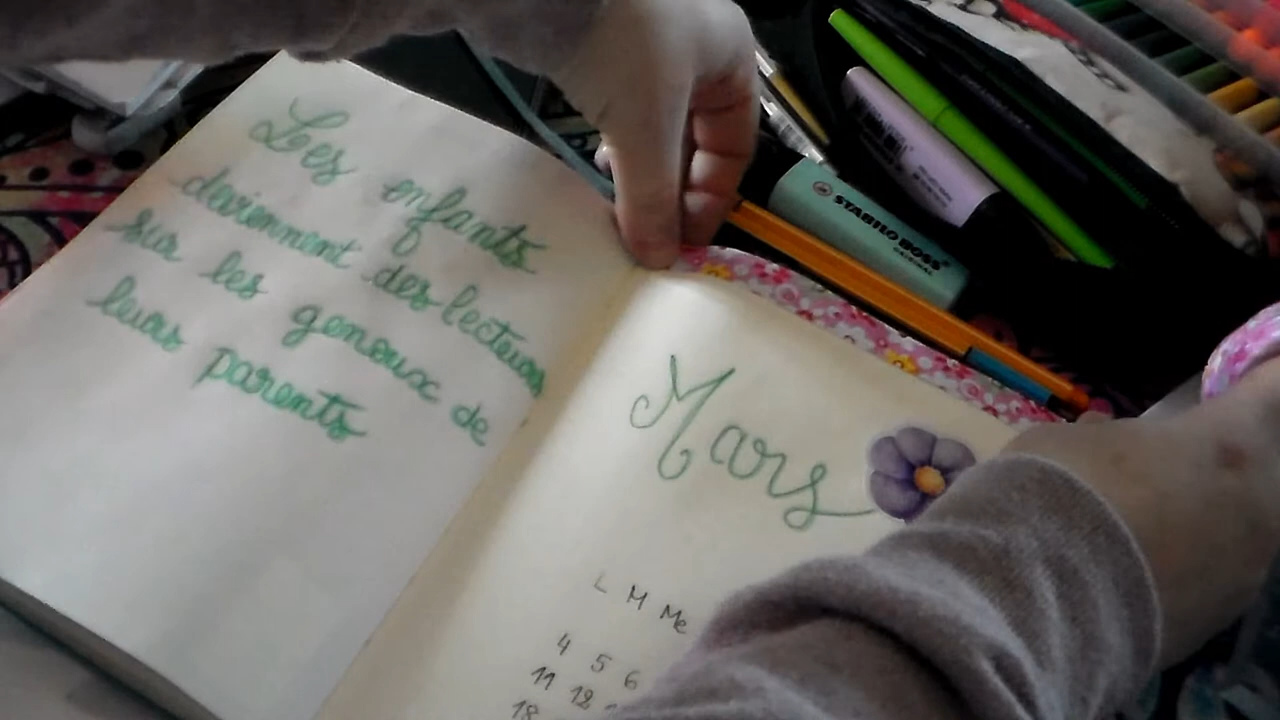 Les enfants
deviennent des lecteurs
sur les genoux de
leurs parents
Mars
L M Me
4 5 6
11 12
18
STABILO BOSS
ORIGINAL